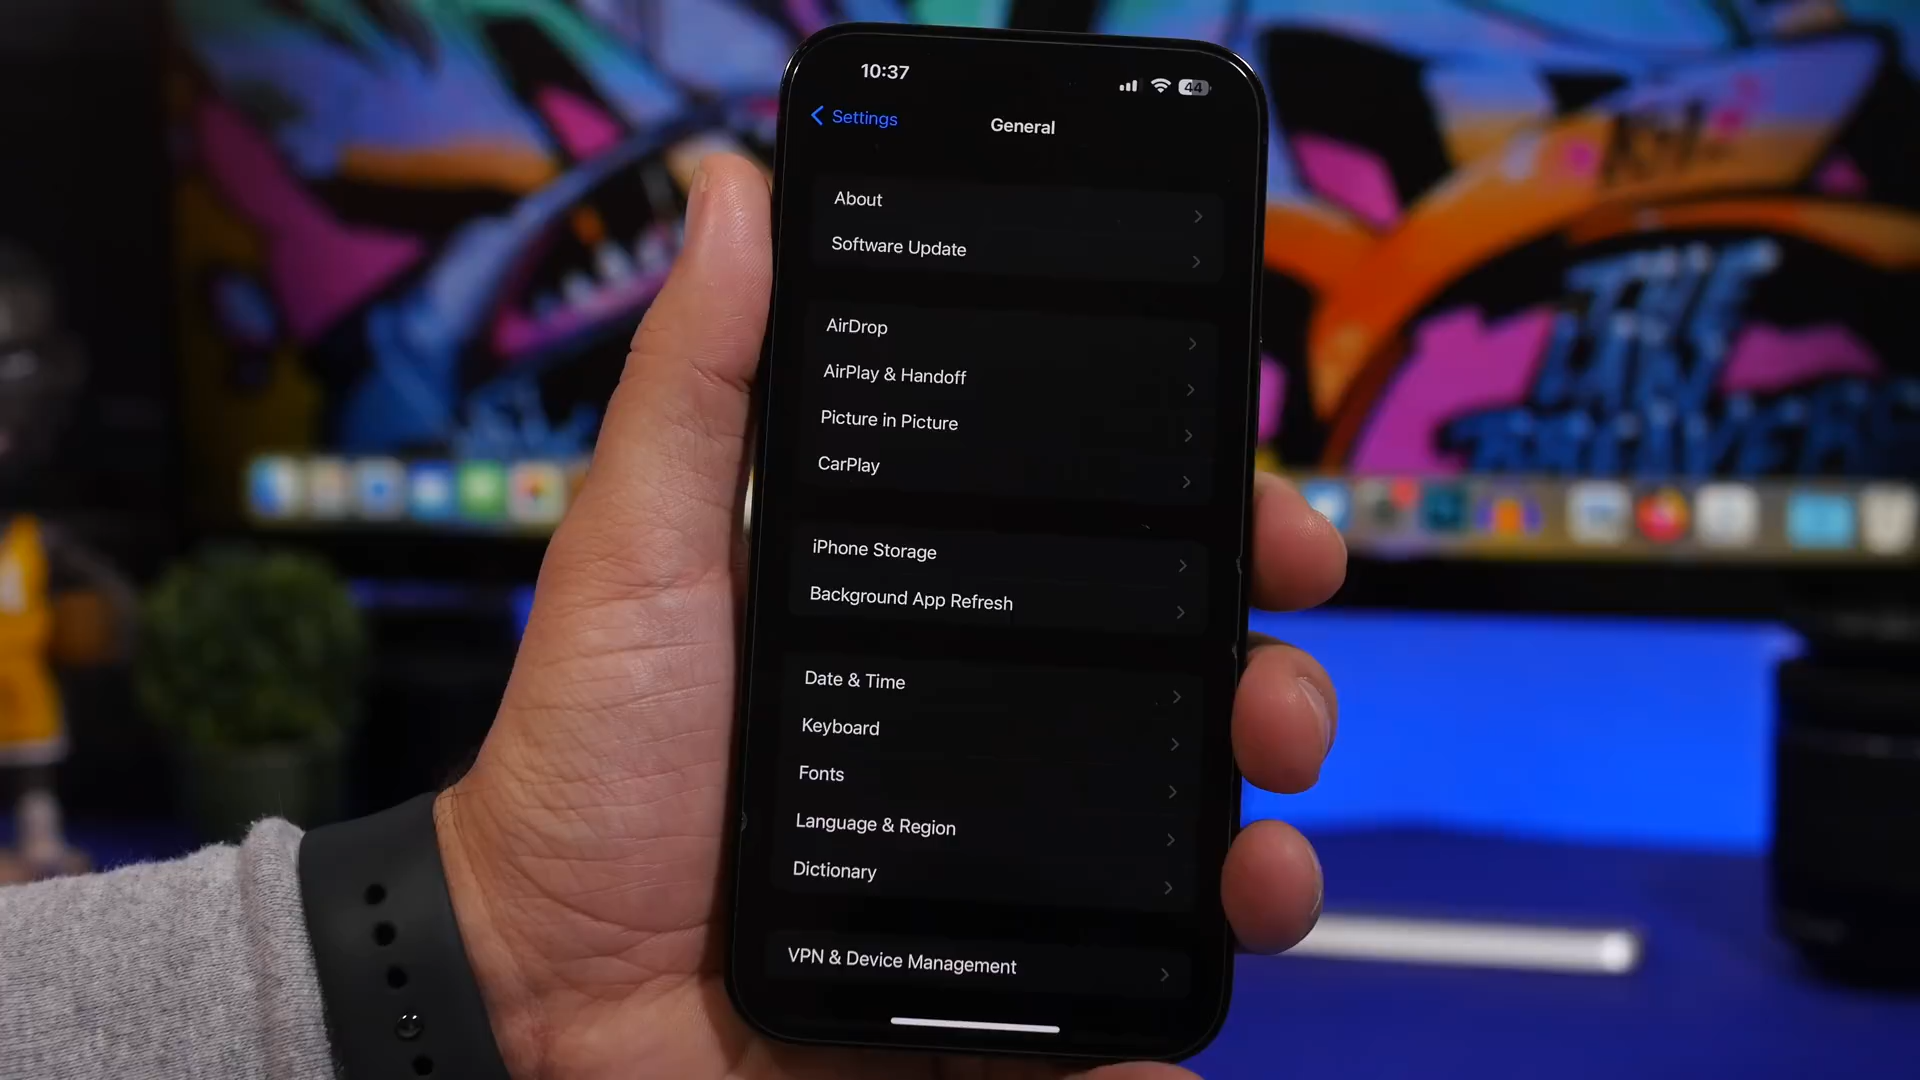 10:37
44
Settings
General
About
Software Update
AirDrop
AirPlay & Handoff
Picture in Picture
CarPlay
iPhone Storage
Background App Refresh
Date & Time
Keyboard
Fonts
Language & Region
Dictionary
VPN & Device Management
THE